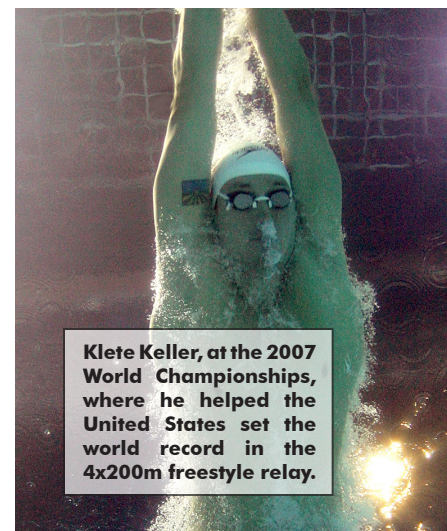 Klete Keller, at the 2007
World Championships,
where he helped the
United States set the
world record in the
4x200m freestyle relay.